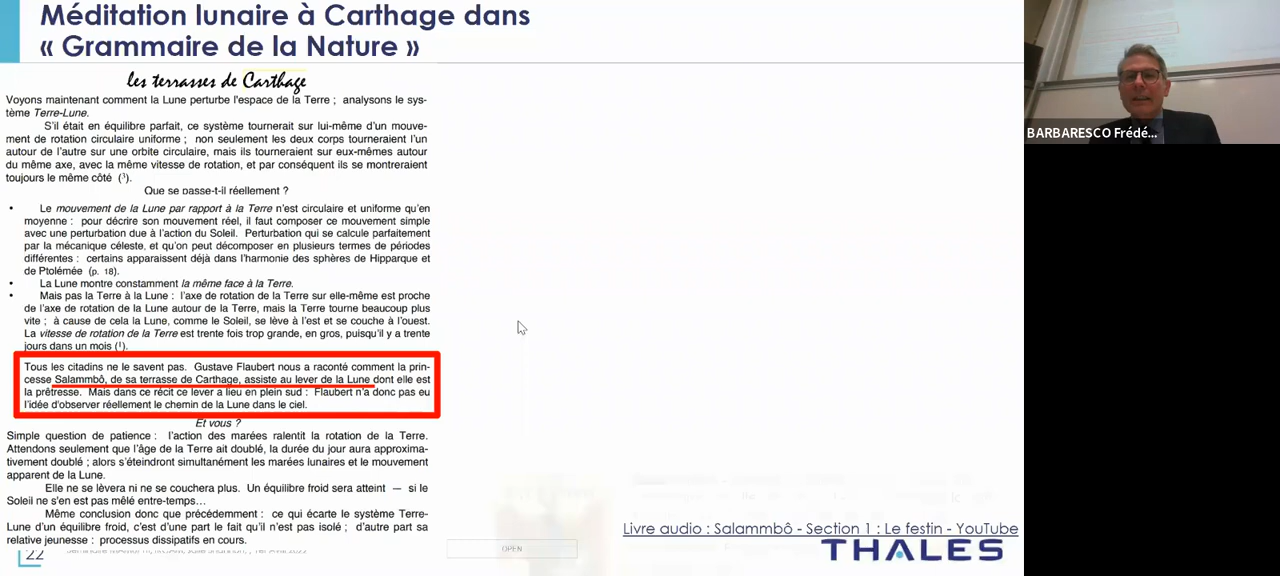 Méditation lunaire à Carthage dans
« Grammaire de la Nature »
les terrasses de Carthage
Voyons maintenant comment la Lune perturbe l'espace de la Terre ; analysons le sys-
tème Terre-Lune.
S'il était en équilibre parfait, ce système tournerait sur lui-même d'un mouve-
ment de rotation circulaire uniforme ; non seulement les deux corps tourneraient l'un
autour de l'autre sur une orbite circulaire, mais ils tourneraient sur eux-mêmes autour
du même axe, avec la même vitesse de rotation, et par conséquent ils se montreraient
toujours le même côté (³).
Que se passe-t-il réellement ?
• Le mouvement de la Lune par rapport à la Terre n'est circulaire et uniforme qu'en
moyenne : pour décrire son mouvement réel, il faut composer ce mouvement simple
avec une perturbation due à l'action du Soleil. Perturbation qui se calcule parfaitement
par la mécanique céleste, et qu'on peut décomposer en plusieurs termes de périodes
différentes : certains apparaissent déjà dans l'harmonie des sphères de Hipparque et
de Ptolémée (p. 18).
• La Lune montre constamment la même face à la Terre.
• Mais pas la Terre à la Lune : l'axe de rotation de la Terre sur elle-même est proche
de l'axe de rotation de la Lune autour de la Terre, mais la Terre tourne beaucoup plus
vite ; à cause de cela la Lune, comme le Soleil, se lève à l'est et se couche à l'ouest.
La vitesse de rotation de la Terre est trente fois trop grande, en gros, puisqu'il y a trente
jours dans un mois (¹).
Tous les citadins ne le savent pas. Gustave Flaubert nous a raconté comment la prin-
cesse Salammbô, de sa terrasse de Carthage, assiste au lever de la Lune dont elle est
la prêtresse. Mais dans ce récit ce lever a lieu en plein sud : Flaubert n'a donc pas eu
l'idée d'observer réellement le chemin de la Lune dans le ciel.
Et vous ?
Simple question de patience : l'action des marées ralentit la rotation de la Terre.
Attendons seulement que l'âge de la Terre ait doublé, la durée du jour aura approxima-
tivement doublé ; alors s'éteindront simultanément les marées lunaires et le mouvement
apparent de la Lune.
Elle ne se lèvera ni ne se couchera plus. Un équilibre froid sera atteint — si le
Soleil ne s'en est pas mêlé entre-temps...
Même conclusion donc que précédemment : ce qui écarte le système Terre-
Lune d'un équilibre froid, c'est d'une part le fait qu'il n'est pas isolé ; d'autre part sa
relative jeunesse : processus dissipatifs en cours.
22
OPEN
Livre audio : Salammbô - Section 1 : Le festin - YouTube
THALES
BARBARESCO Frédé...